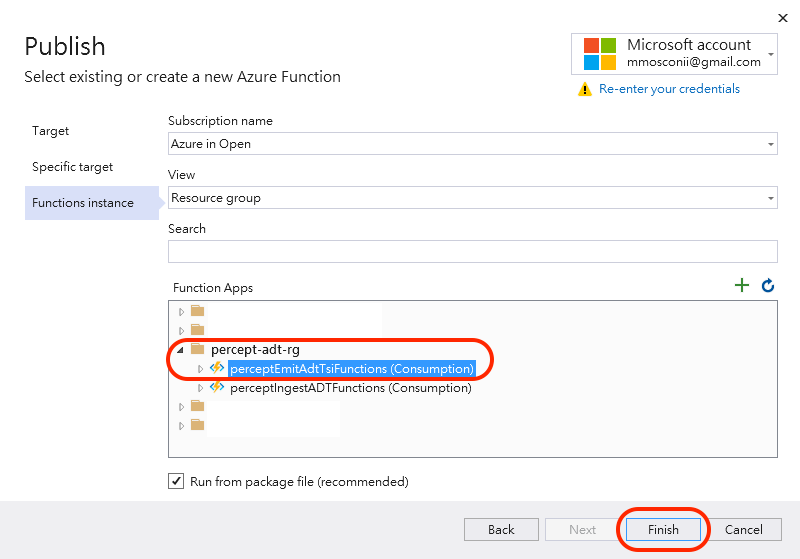 Publish
Select existing or create a new Azure Function
Microsoft account
mmosconii@gmail.com
Re-enter your credentials
Target
Specific target
Functions instance
Subscription name
Azure in Open
View
Resource group
Search
Function Apps
percept-adt-rg
perceptEmitAdtTsiFunctions (Consumption)
perceptIngestADTFunctions (Consumption)
Run from package file (recommended)
Back
Next
Finish
Cancel